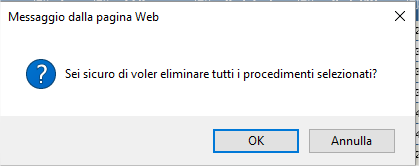 Messaggio dalla pagina Web
Sei sicuro di voler eliminare tutti i procedimenti selezionati?
OK
Annulla